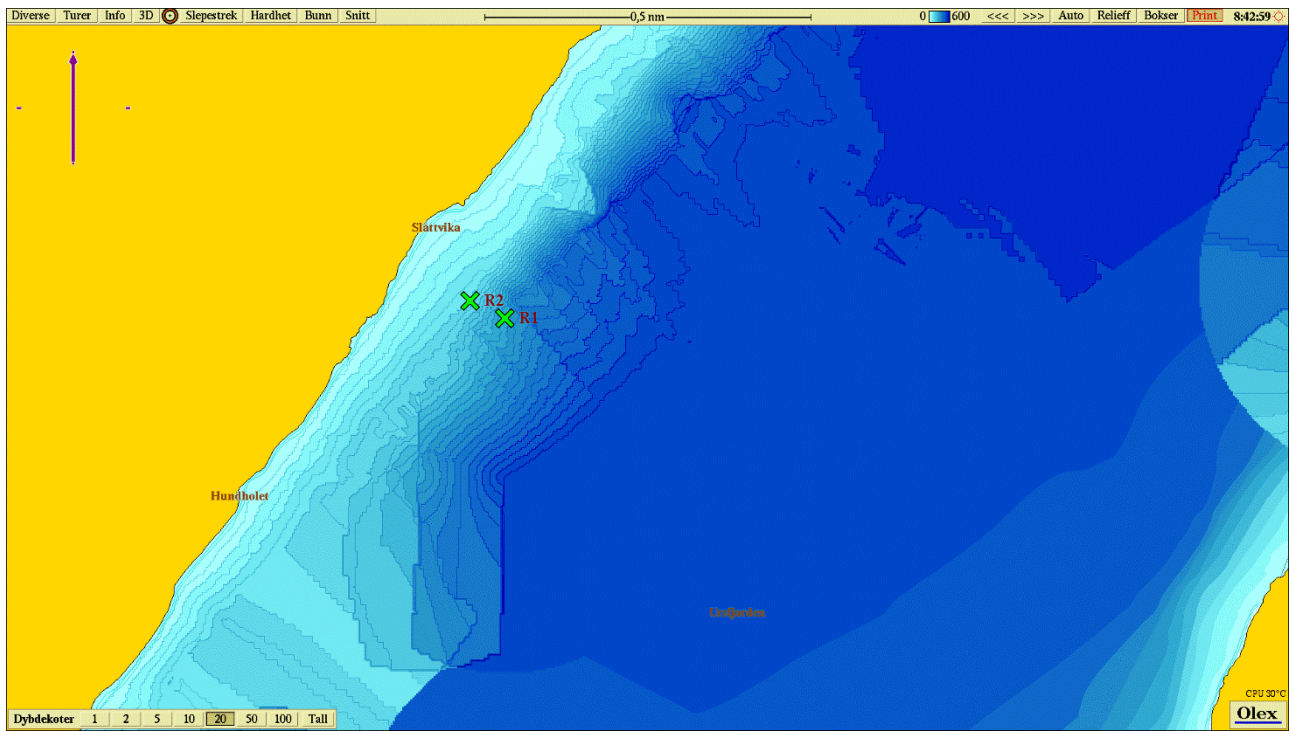 Diverse Turer Info 3D Slepestrek Hardhet Bunn Snitt 0,5 nm 0 600 <<< >>> Auto Relieff Bokser Print 8:42:59
Slåttvika
R2
R1
Hundholet
CPU 30°C
Dybdekoter 1 2 5 10 20 50 100 Tall
Olex